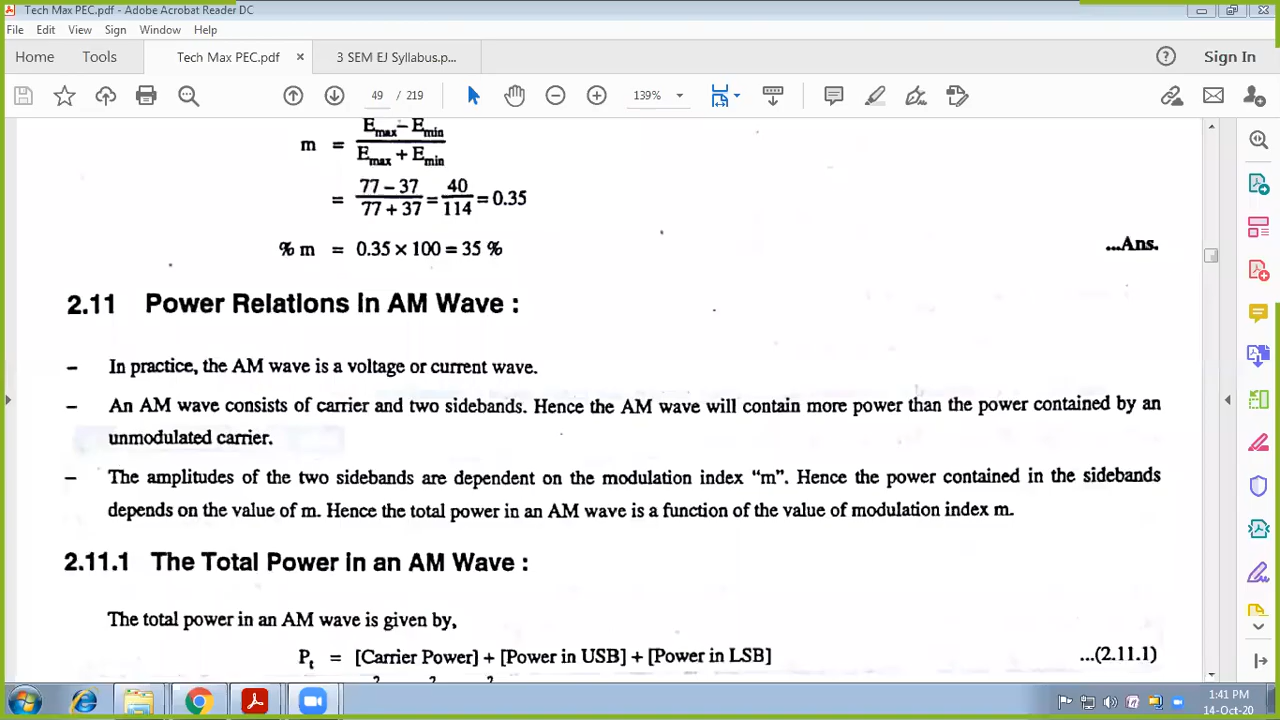 Tech Max PEC.pdf - Adobe Acrobat Reader DC
File Edit View Sign Window Help
Home Tools Tech Max PEC.pdf × 3 SEM EJ Syllabus.p... ? Sign In
49 / 219 139%
m = Emax – Emin / Emax + Emin
= 77 – 37 / 77 + 37 = 40 / 114 = 0.35
% m = 0.35 × 100 = 35 % ...Ans.
2.11 Power Relations in AM Wave :
– In practice, the AM wave is a voltage or current wave.
– An AM wave consists of carrier and two sidebands. Hence the AM wave will contain more power than the power contained by an
unmodulated carrier.
– The amplitudes of the two sidebands are dependent on the modulation index “m”. Hence the power contained in the sidebands
depends on the value of m. Hence the total power in an AM wave is a function of the value of modulation index m.
2.11.1 The Total Power in an AM Wave :
The total power in an AM wave is given by,
Pt = [Carrier Power] + [Power in USB] + [Power in LSB] ...(2.11.1)
2 2 2
1:41 PM
14-Oct-20